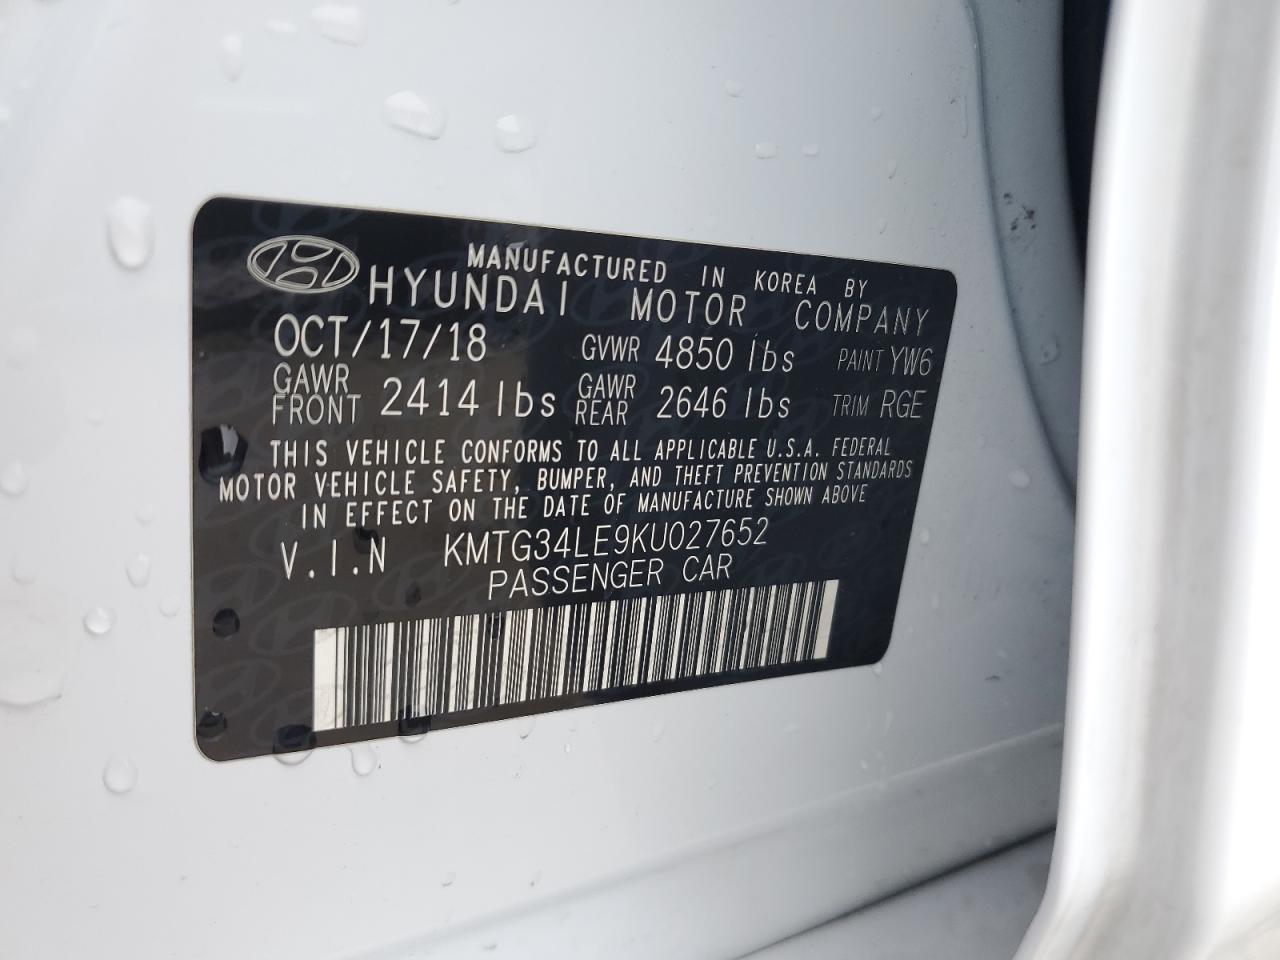 MANUFACTURED IN KOREA BY
HYUNDAI MOTOR COMPANY
OCT/17/18 GVWR 4850 lbs PAINT YW6
GAWR FRONT 2414 lbs GAWR REAR 2646 lbs TRIM RGE
THIS VEHICLE CONFORMS TO ALL APPLICABLE U.S.A. FEDERAL
MOTOR VEHICLE SAFETY, BUMPER, AND THEFT PREVENTION STANDARDS
IN EFFECT ON THE DATE OF MANUFACTURE SHOWN ABOVE
V.I.N KMTG34LE9KU027652
PASSENGER CAR